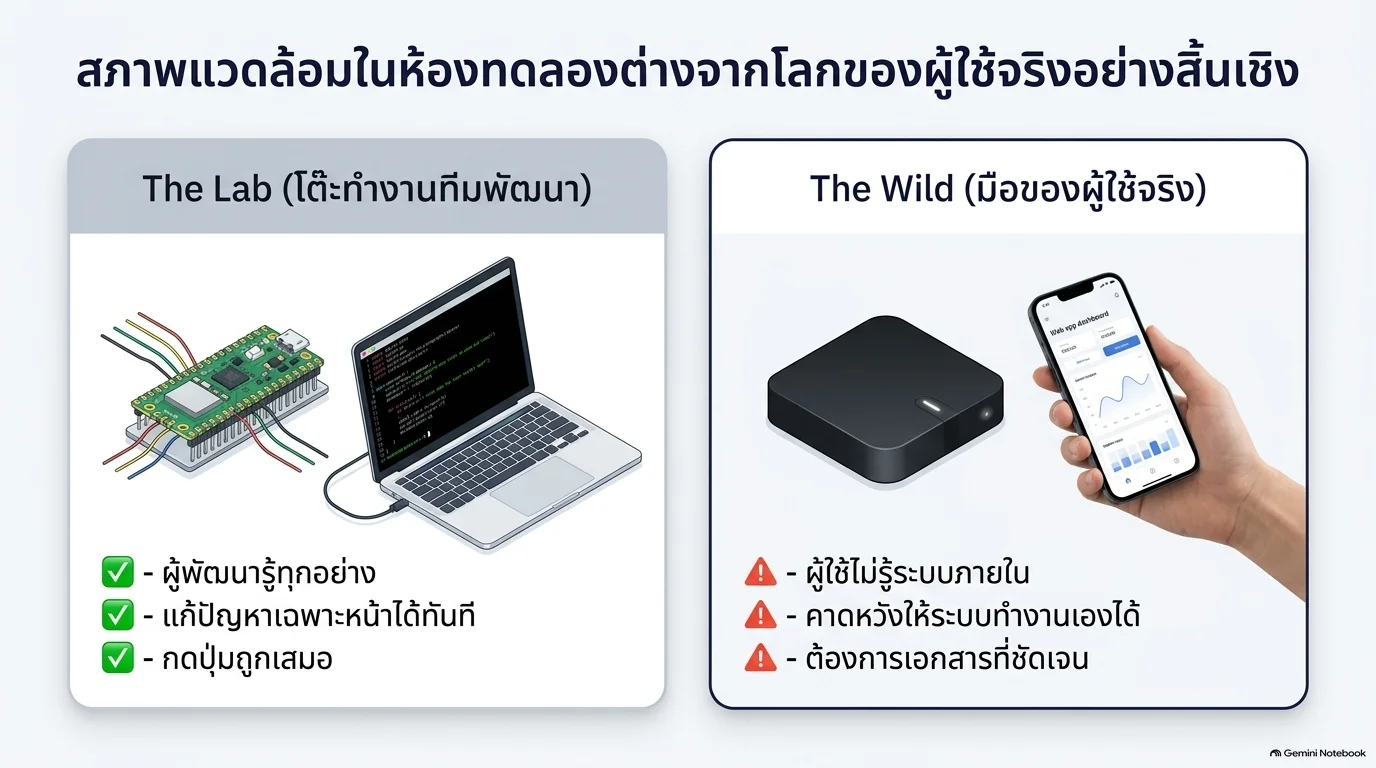 สภาพแวดล้อมในห้องทดลองต่างจากโลกของผู้ใช้จริงอย่างสิ้นเชิง
The Lab (โต๊ะทำงานทีมพัฒนา)
✅ - ผู้พัฒนารู้ทุกอย่าง
✅ - แก้ปัญหาเฉพาะหน้าได้ทันที
✅ - กดปุ่มถูกเสมอ
The Wild (มือของผู้ใช้จริง)
Web app dashboard
⚠ - ผู้ใช้ไม่รู้ระบบภายใน
⚠ - คาดหวังให้ระบบทำงานเองได้
⚠ - ต้องการเอกสารที่ชัดเจน
Gemini Notebook